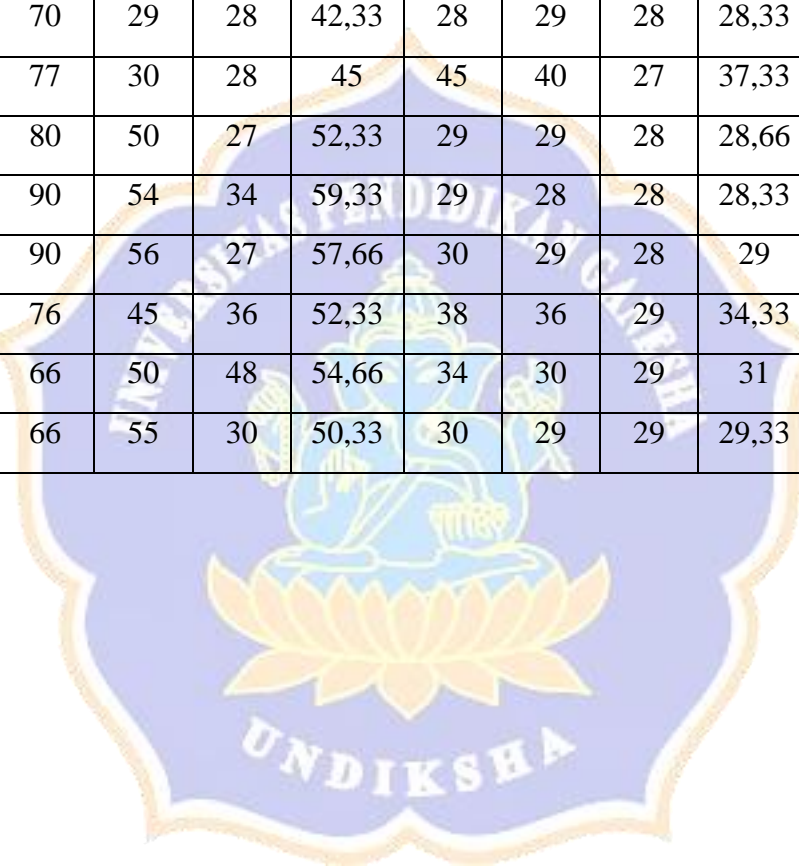 70 29 28 42,33 28 29 28 28,33
77 30 28 45 45 40 27 37,33
80 50 27 52,33 29 29 28 28,66
90 54 34 59,33 29 28 28 28,33
90 56 27 57,66 30 29 28 29
76 45 36 52,33 38 36 29 34,33
66 50 48 54,66 34 30 29 31
66 55 30 50,33 30 29 29 29,33
UNIVERSITAS PENDIDIKAN GANESHA
UNDIKSHA